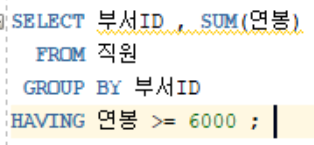 SELECT 부서ID , SUM(연봉)
FROM 직원
GROUP BY 부서ID
HAVING 연봉 >= 6000 ;